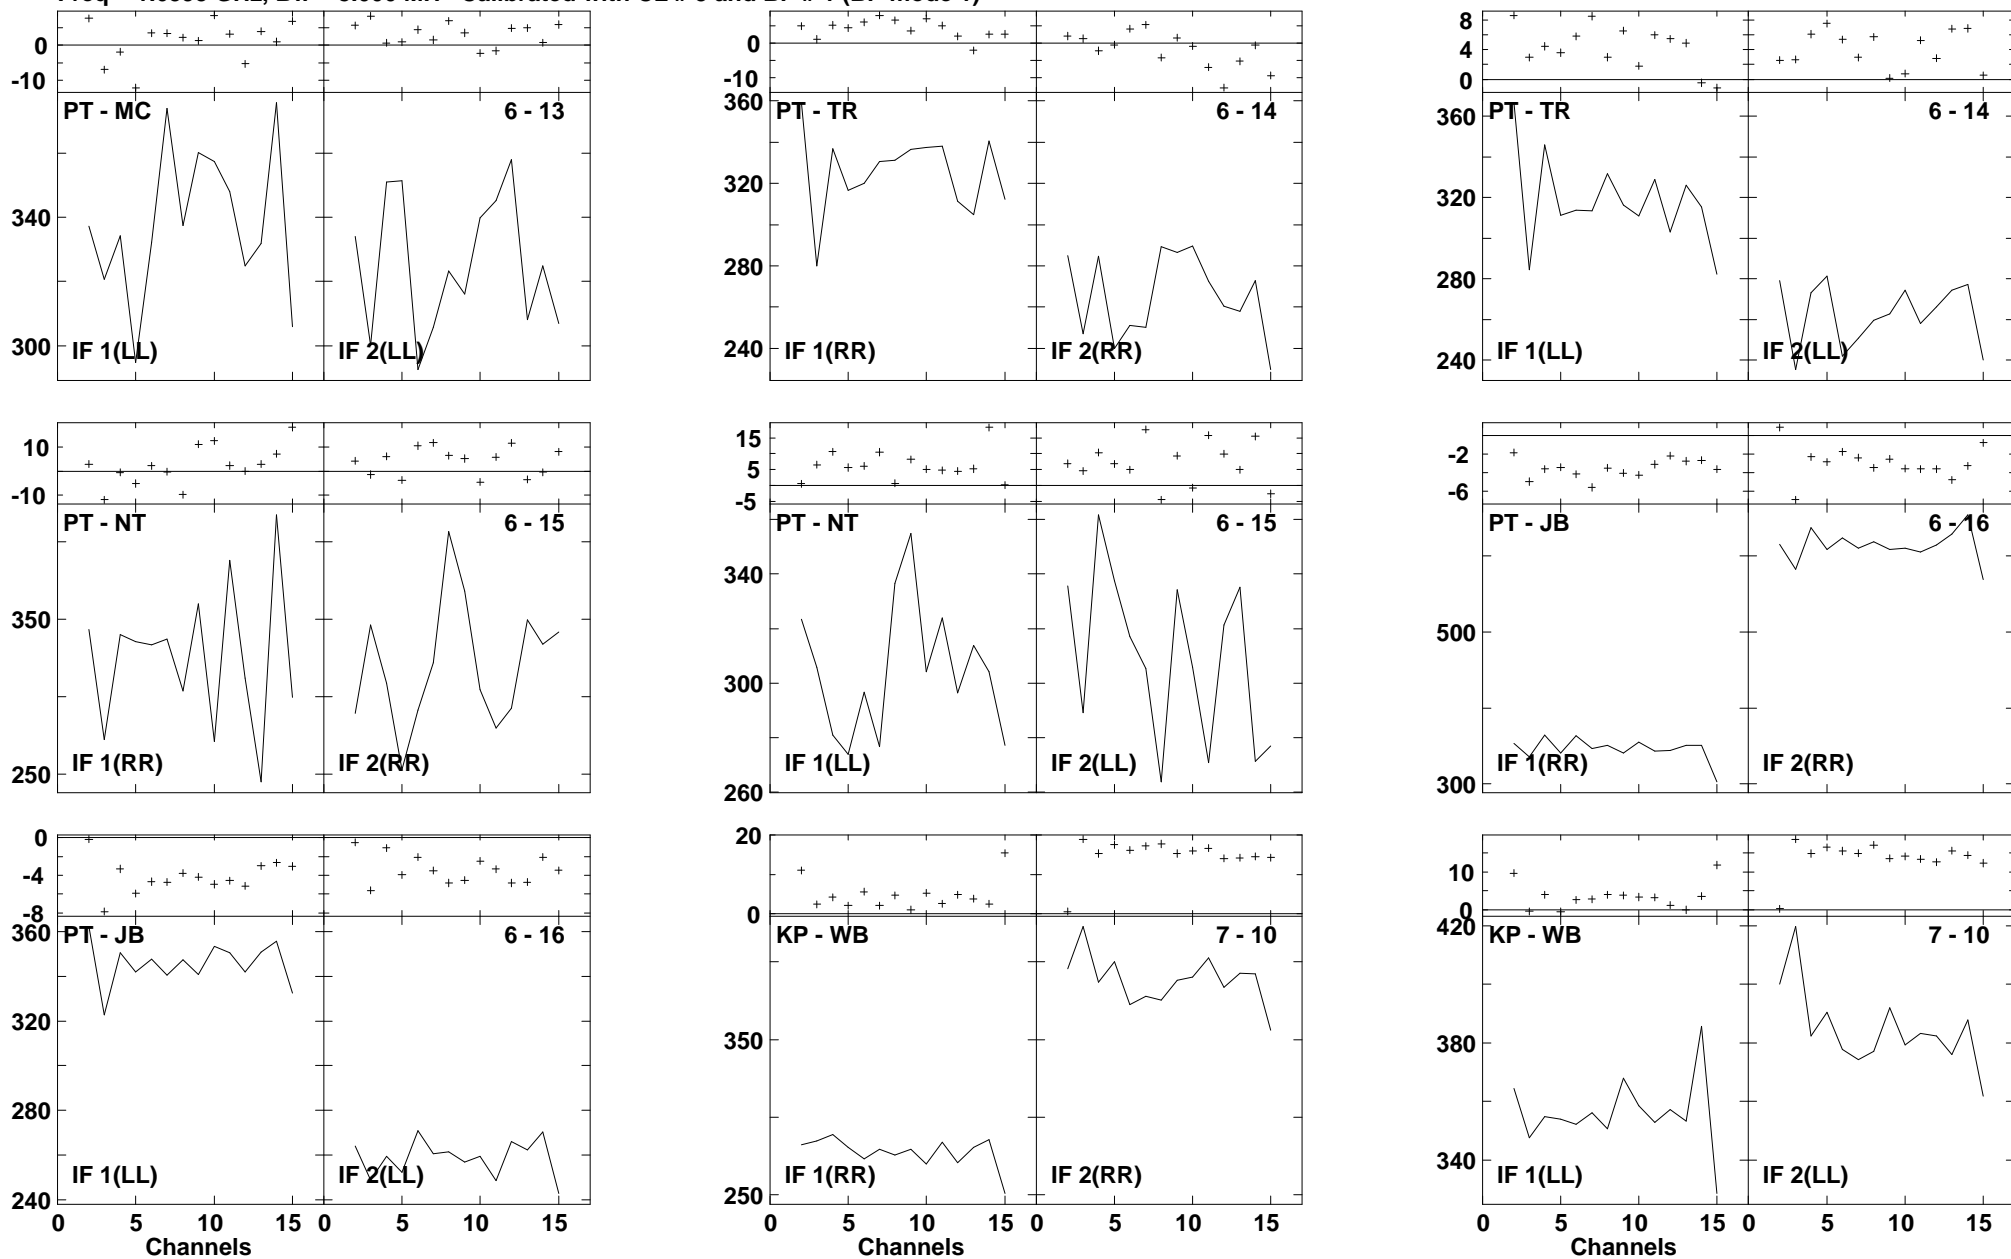 0
-10
PT - MC
6 - 13
340
300
IF 1(LL)
IF 2(LL)
0
-10
360
PT - TR
6 - 14
320
280
240
IF 1(RR)
IF 2(RR)
8
4
0
360
PT - TR
6 - 14
320
280
240
IF 1(LL)
IF 2(LL)
10
-10
PT - NT
6 - 15
350
250
IF 1(RR)
IF 2(RR)
15
5
-5
PT - NT
6 - 15
340
300
260
IF 1(LL)
IF 2(LL)
-2
-6
PT - JB
6 - 16
500
300
IF 1(RR)
IF 2(RR)
0
-4
-8
360
PT - JB
6 - 16
320
280
240
IF 1(LL)
IF 2(LL)
0 5 10 15 0 5 10 15
Channels
20
0
KP - WB
7 - 10
350
250
IF 1(RR)
IF 2(RR)
0 5 10 15 0 5 10 15
Channels
10
0
420
KP - WB
7 - 10
380
340
IF 1(LL)
IF 2(LL)
0 5 10 15 0 5 10 15
Channels